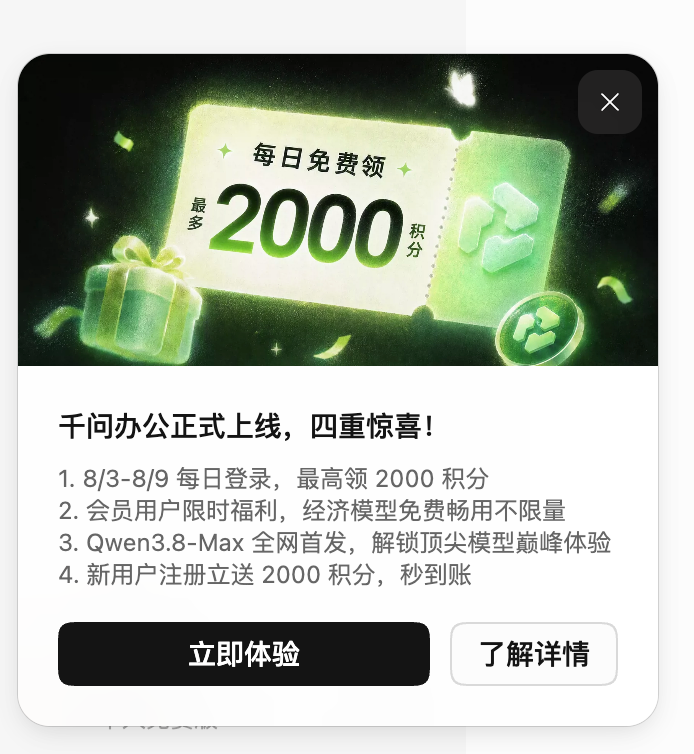 每日免费领
最多
2000
积分
千问办公正式上线，四重惊喜！
1. 8/3-8/9 每日登录，最高领 2000 积分
2. 会员用户限时福利，经济模型免费畅用不限量
3. Qwen3.8-Max 全网首发，解锁顶尖模型巅峰体验
4. 新用户注册立送 2000 积分，秒到账
立即体验
了解详情